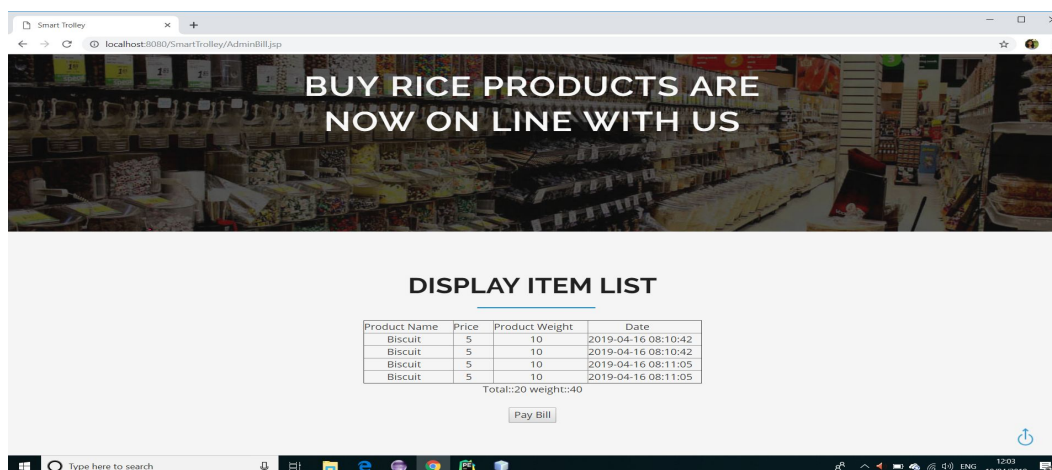 Smart Trolley
localhost:8080/SmartTrolley/AdminBill.jsp
BUY RICE PRODUCTS ARE
NOW ON LINE WITH US
DISPLAY ITEM LIST
Product Name Price Product Weight Date
Biscuit 5 10 2019-04-16 08:10:42
Biscuit 5 10 2019-04-16 08:10:42
Biscuit 5 10 2019-04-16 08:11:05
Biscuit 5 10 2019-04-16 08:11:05
Total::20 weight::40
Pay Bill
Type here to search
ENG
12:03